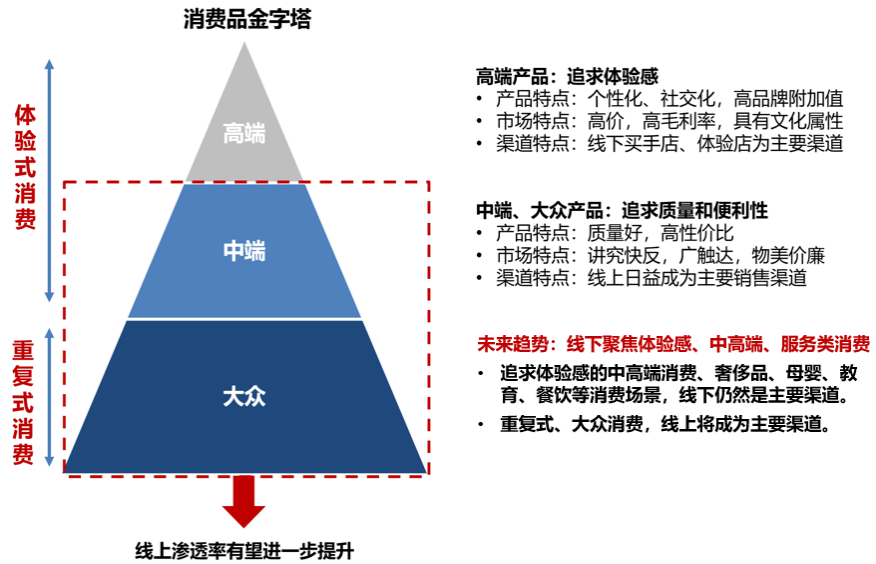 消费品金字塔
体验式消费
重复式消费
高端
中端
大众
线上渗透率有望进一步提升
高端产品：追求体验感
• 产品特点：个性化、社交化，高品牌附加值
• 市场特点：高价，高毛利率，具有文化属性
• 渠道特点：线下买手店、体验店为主要渠道
中端、大众产品：追求质量和便利性
• 产品特点：质量好，高性价比
• 市场特点：讲究快反，广触达，物美价廉
• 渠道特点：线上日益成为主要销售渠道
未来趋势：线下聚焦体验感、中高端、服务类消费
• 追求体验感的中高端消费、奢侈品、母婴、教
育、餐饮等消费场景，线下仍然是主要渠道。
• 重复式、大众消费，线上将成为主要渠道。